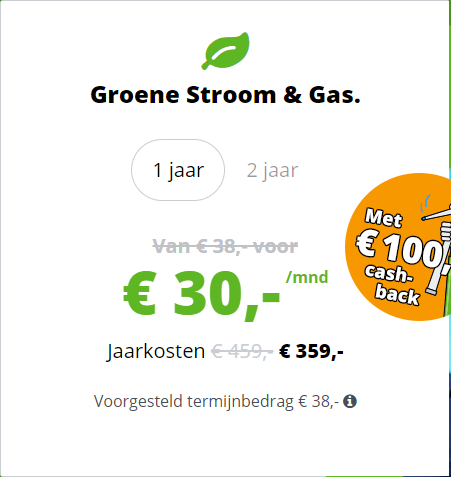 Groene Stroom & Gas.
1 jaar 2 jaar
Van € 38,- voor
€ 30,- /mnd
Met
€ 100,-
cash-
back
Jaarkosten € 459,- € 359,-
Voorgesteld termijnbedrag € 38,-